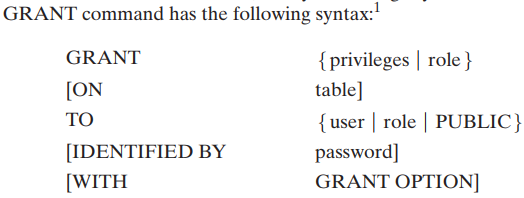 GRANT command has the following syntax:1
GRANT {privileges | role}
[ON table]
TO {user | role | PUBLIC}
[IDENTIFIED BY password]
[WITH GRANT OPTION]